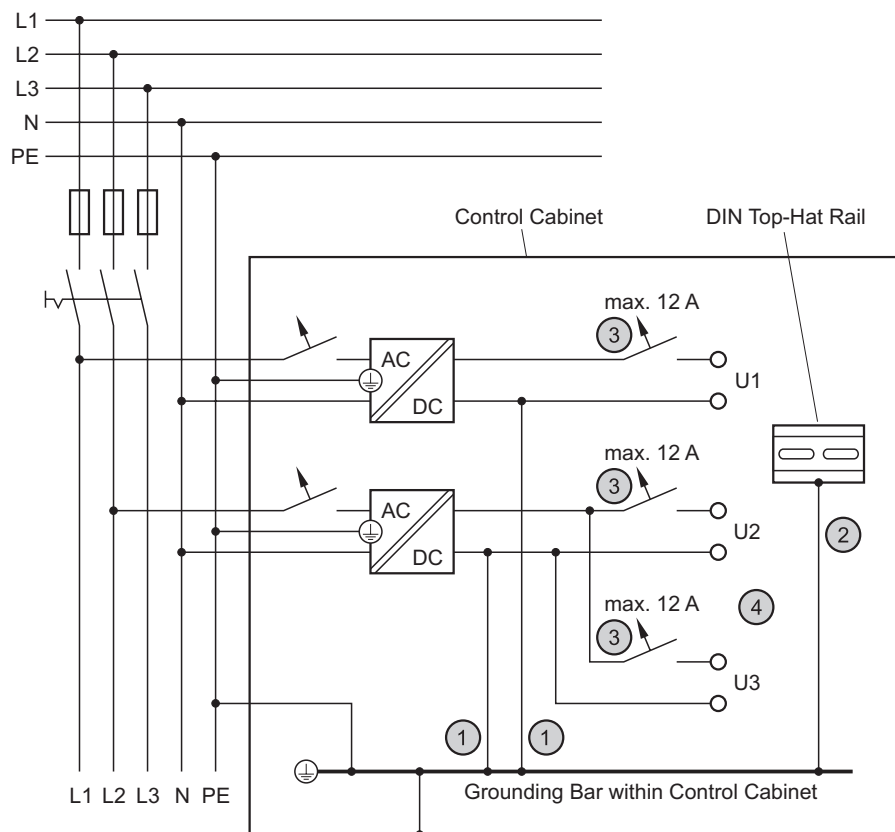 L1
L2
L3
N
PE
Control Cabinet
DIN Top-Hat Rail
max. 12 A
3
AC
DC
U1
max. 12 A
3
AC
DC
U2
2
max. 12 A
4
3
U3
1
1
L1 L2 L3 N PE
Grounding Bar within Control Cabinet